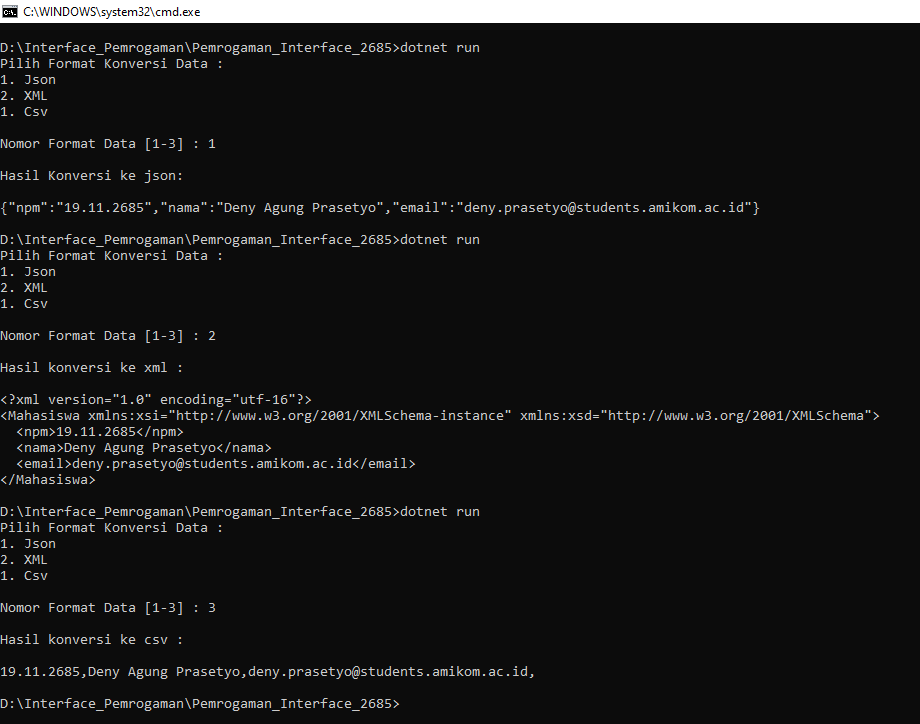 C:\WINDOWS\system32\cmd.exe
D:\Interface_Pemrogaman\Pemrogaman_Interface_2685>dotnet run
Pilih Format Konversi Data :
1. Json
2. XML
1. Csv
Nomor Format Data [1-3] : 1
Hasil Konversi ke json:
{"npm":"19.11.2685","nama":"Deny Agung Prasetyo","email":"deny.prasetyo@students.amikom.ac.id"}
D:\Interface_Pemrogaman\Pemrogaman_Interface_2685>dotnet run
Pilih Format Konversi Data :
1. Json
2. XML
1. Csv
Nomor Format Data [1-3] : 2
Hasil konversi ke xml :
<?xml version="1.0" encoding="utf-16"?>
<Mahasiswa xmlns:xsi="http://www.w3.org/2001/XMLSchema-instance" xmlns:xsd="http://www.w3.org/2001/XMLSchema">
  <npm>19.11.2685</npm>
  <nama>Deny Agung Prasetyo</nama>
  <email>deny.prasetyo@students.amikom.ac.id</email>
</Mahasiswa>
D:\Interface_Pemrogaman\Pemrogaman_Interface_2685>dotnet run
Pilih Format Konversi Data :
1. Json
2. XML
1. Csv
Nomor Format Data [1-3] : 3
Hasil konversi ke csv :
19.11.2685,Deny Agung Prasetyo,deny.prasetyo@students.amikom.ac.id,
D:\Interface_Pemrogaman\Pemrogaman_Interface_2685>